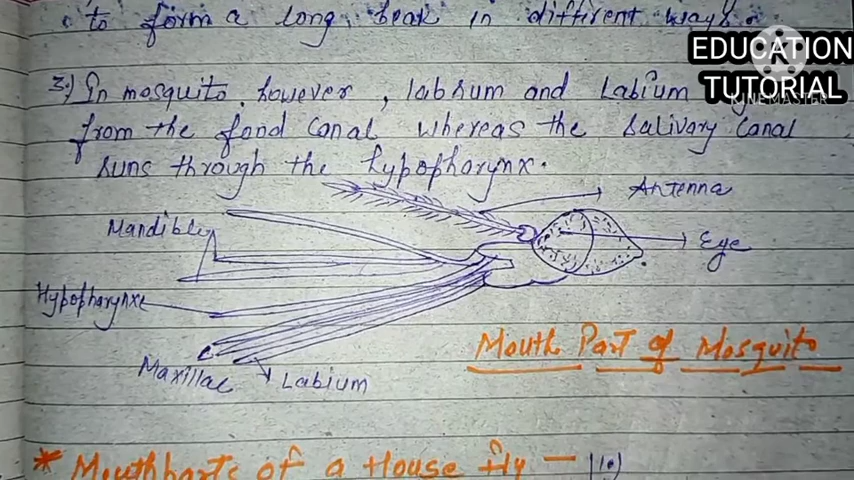 to form a long, beak in different ways.
EDUCATION
TUTORIAL
KINEMASTER
3.) In mosquito, however, labrum and Labium
from the food Canal whereas the Salivary Canal
runs through the hypopharynx.
Antenna
Mandible
Eye
Hypopharynxe
Mouth Part of Mosquito
Maxillae
Labium
* Mouthparts of a House fly —